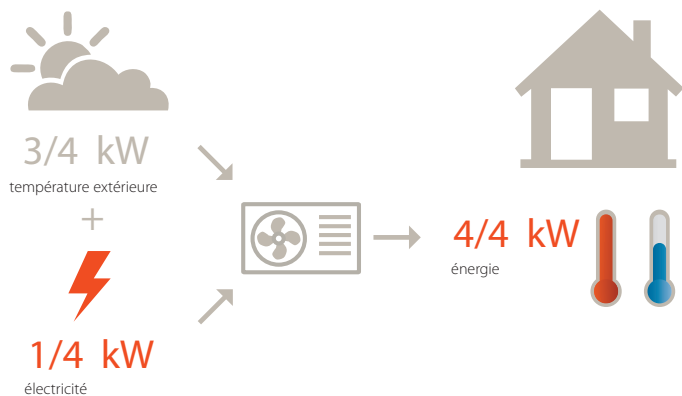 3/4 kW
température extérieure
+
1/4 kW
électricité
4/4 kW
énergie